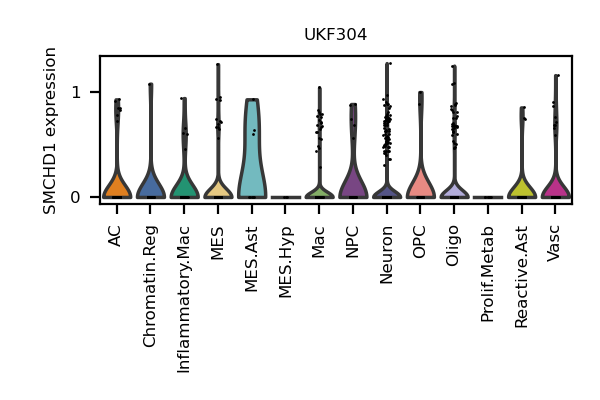 UKF304
SMCHD1 expression
1
0
AC
Chromatin.Reg
Inflammatory.Mac
MES
MES.Ast
MES.Hyp
Mac
NPC
Neuron
OPC
Oligo
Prolif.Metab
Reactive.Ast
Vasc